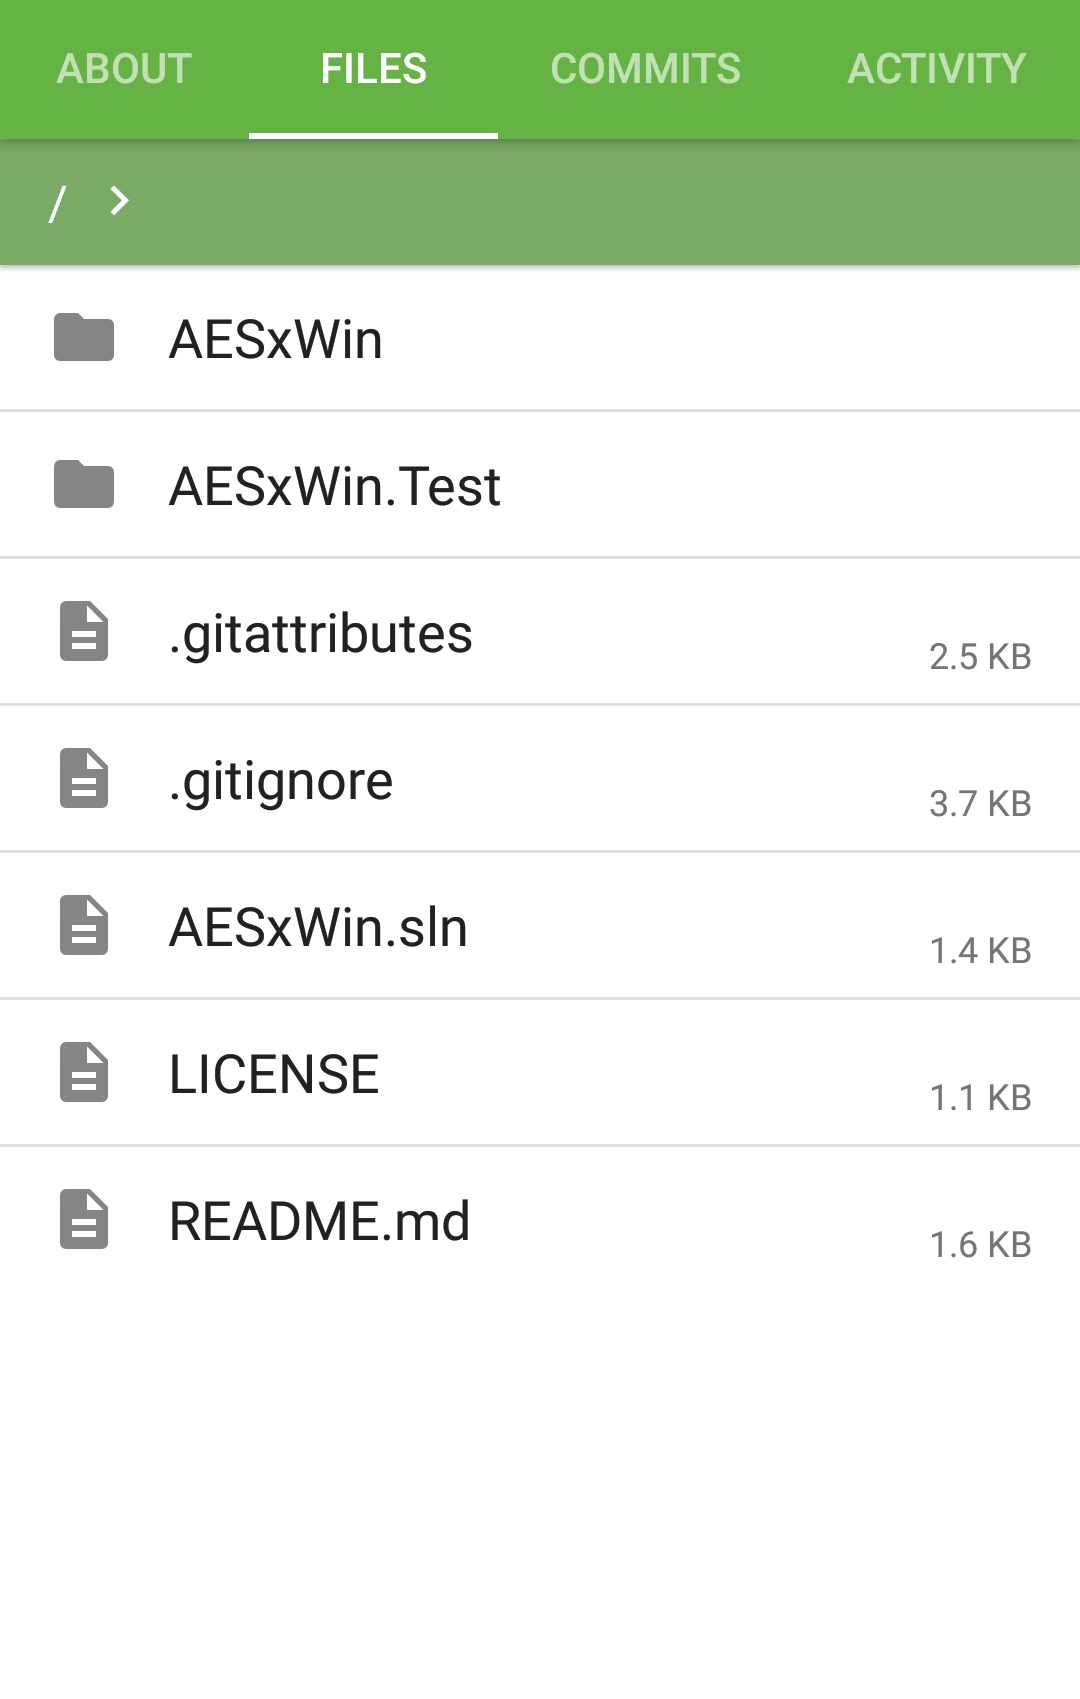 ABOUT FILES COMMITS ACTIVITY
/ >
AESxWin
AESxWin.Test
.gitattributes 2.5 KB
.gitignore 3.7 KB
AESxWin.sln 1.4 KB
LICENSE 1.1 KB
README.md 1.6 KB